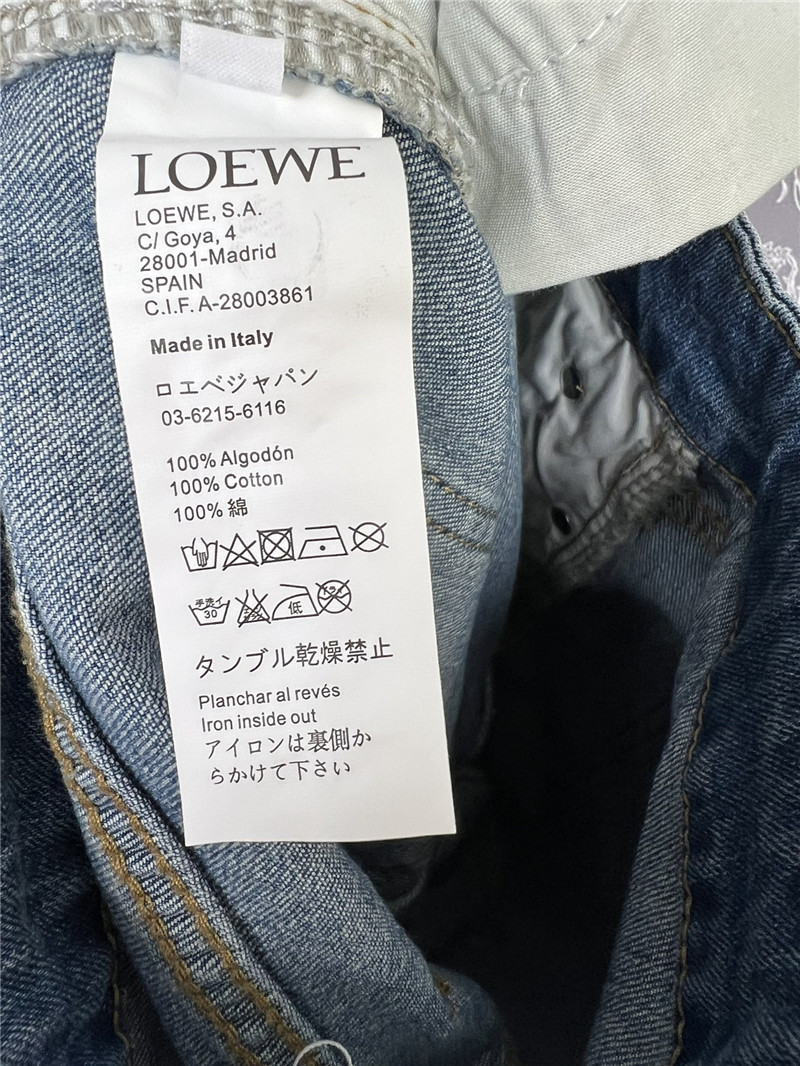 LOEWE
LOEWE, S.A.
C/ Goya, 4
28001-Madrid
SPAIN
C.I.F. A-28003861
Made in Italy
ロエベジャパン
03-6215-6116
100% Algodón
100% Cotton
100% 綿
手洗イ
30
低
タンブル乾燥禁止
Planchar al revés
Iron inside out
アイロンは裏側か
らかけて下さい